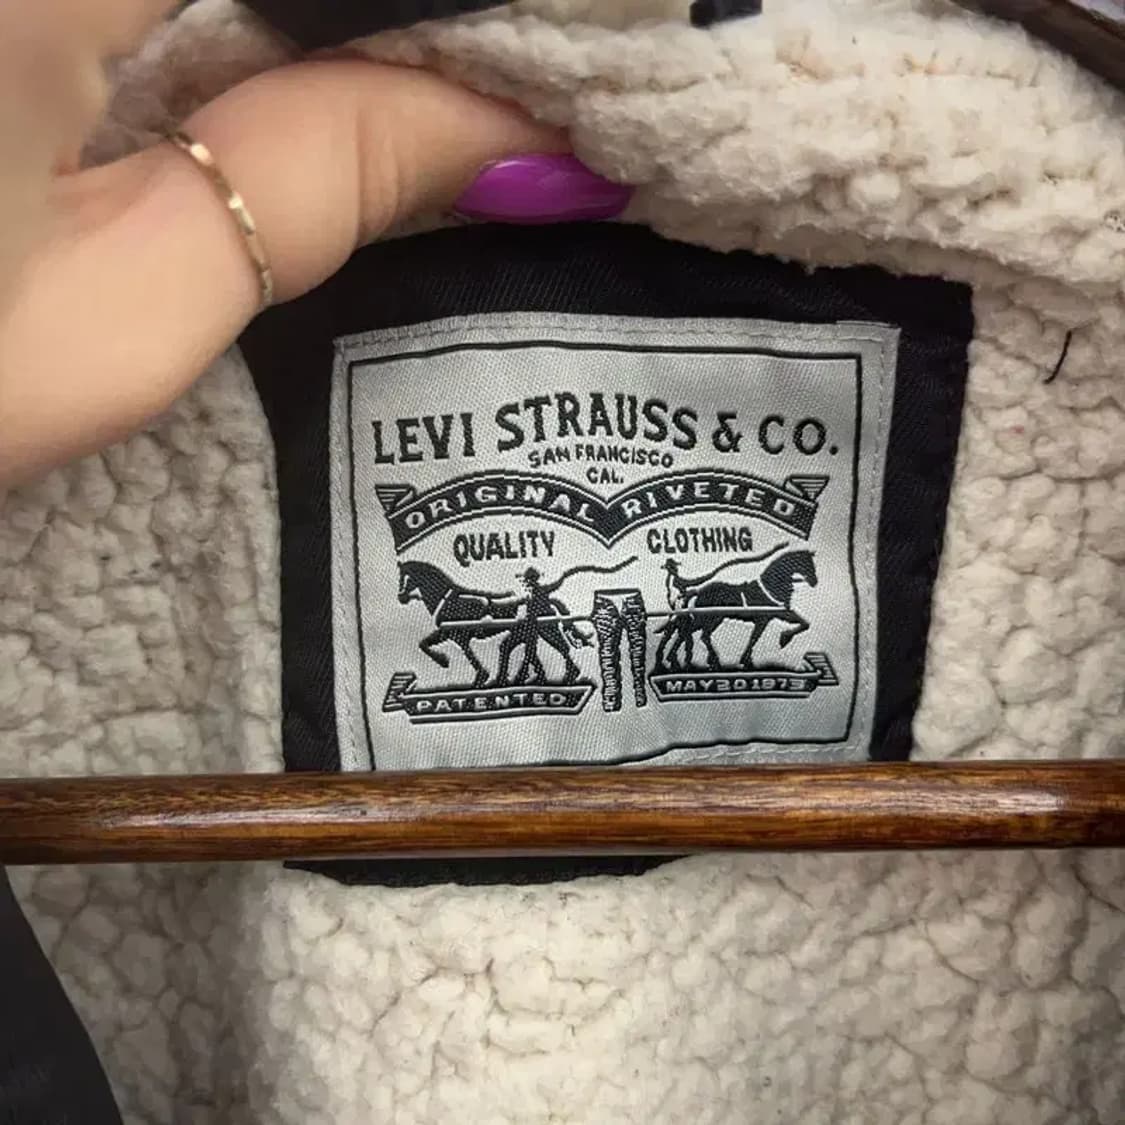 LEVI STRAUSS & CO.
SAN FRANCISCO
CAL.
ORIGINAL RIVETED
QUALITY CLOTHING
PATENTED MAY 20 1873